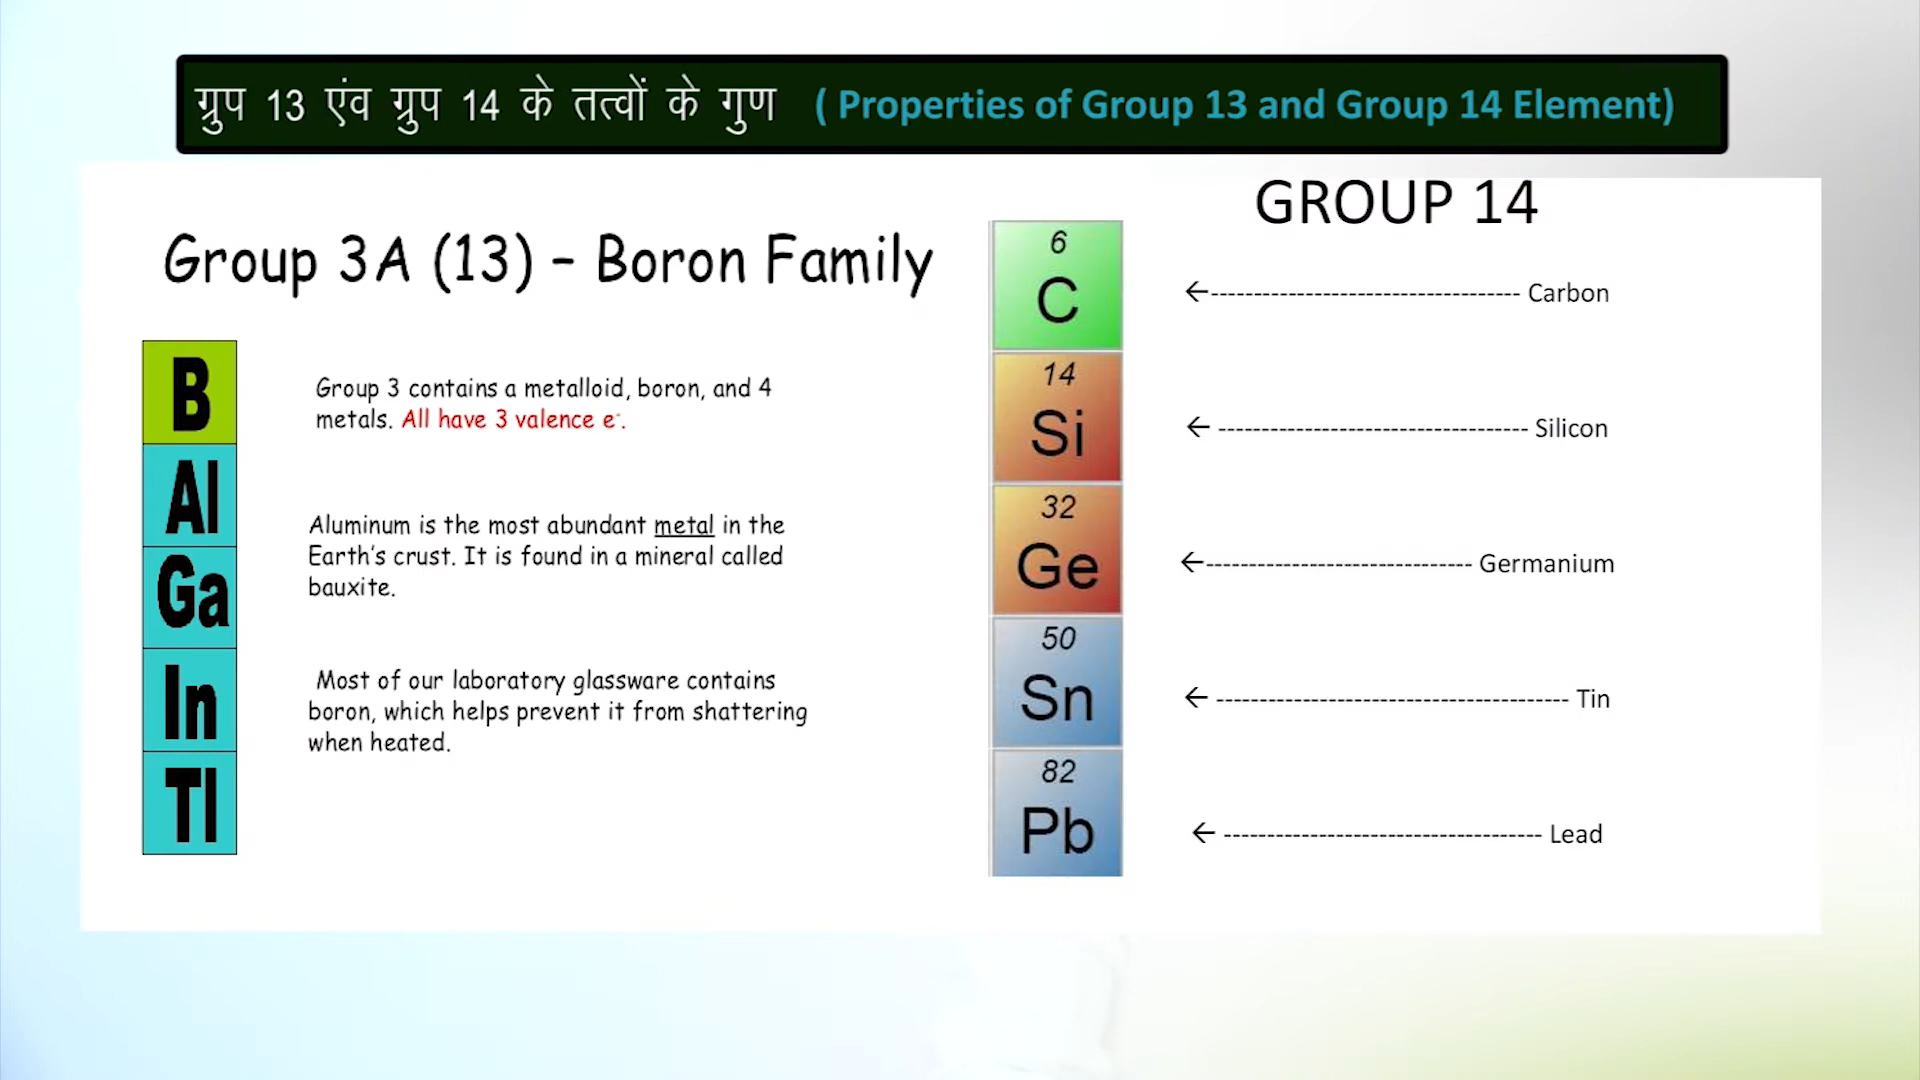 ग्रुप 13 एंव ग्रुप 14 के तत्वों के गुण ( Properties of Group 13 and Group 14 Element)
Group 3A (13) – Boron Family
B
Al
Ga
In
Tl
Group 3 contains a metalloid, boron, and 4
metals. All have 3 valence e-.
Aluminum is the most abundant metal in the
Earth's crust. It is found in a mineral called
bauxite.
Most of our laboratory glassware contains
boron, which helps prevent it from shattering
when heated.
GROUP 14
6
C
←------------------------------------ Carbon
14
Si
← ------------------------------------ Silicon
32
Ge
←------------------------------- Germanium
50
Sn
← ----------------------------------------- Tin
82
Pb
← ------------------------------------- Lead